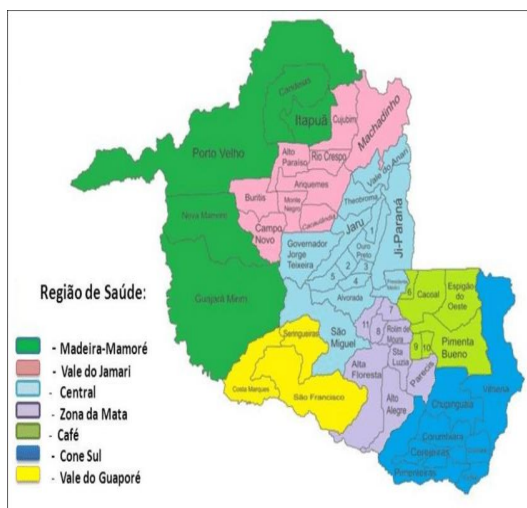 Candeias
Itapuã
Cujubim
Machadinho
Porto Velho
Alto
Paraíso
Rio Crespo
Vale do Anari
Buritis
Ariquemes
Monte
Negro
Theobroma
Nova Mamoré
Campo
Novo
Jaru
1
Ji-Paraná
Governador
Jorge
Teixeira
Ouro
Preto
2
3
5
4
Guajará Mirim
Alvorada
Presidente
Médici
6
Cacoal
Espigão
do
Oeste
Região de Saúde:
Seringueiras
São
Miguel
7
11
8
Rolim de
Moura
9
10
Pimenta
Bueno
- Madeira-Mamoré
Sta
Luzia
- Vale do Jamari
Costa Marques
São Francisco
Alta
Floresta
Parecis
Vilhena
- Central
Alto
Alegre
Chupinguaia
- Zona da Mata
Corumbiara
- Café
Cerejeiras
- Cone Sul
Pimenteiras
- Vale do Guaporé